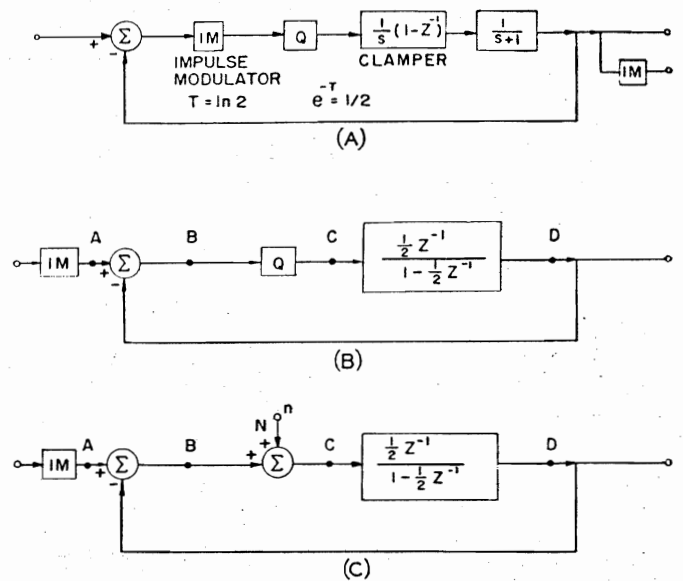 + Σ - IM Q 1/s (1-Z⁻¹) 1/(s+1)
IMPULSE MODULATOR
CLAMPER
IM
T = ln 2
e⁻ᵀ = 1/2
(A)
IM A + Σ - B Q C ½ Z⁻¹ / 1 - ½ Z⁻¹ D
(B)
n
N
IM A + Σ - B + + Σ C ½ Z⁻¹ / 1 - ½ Z⁻¹ D
(C)